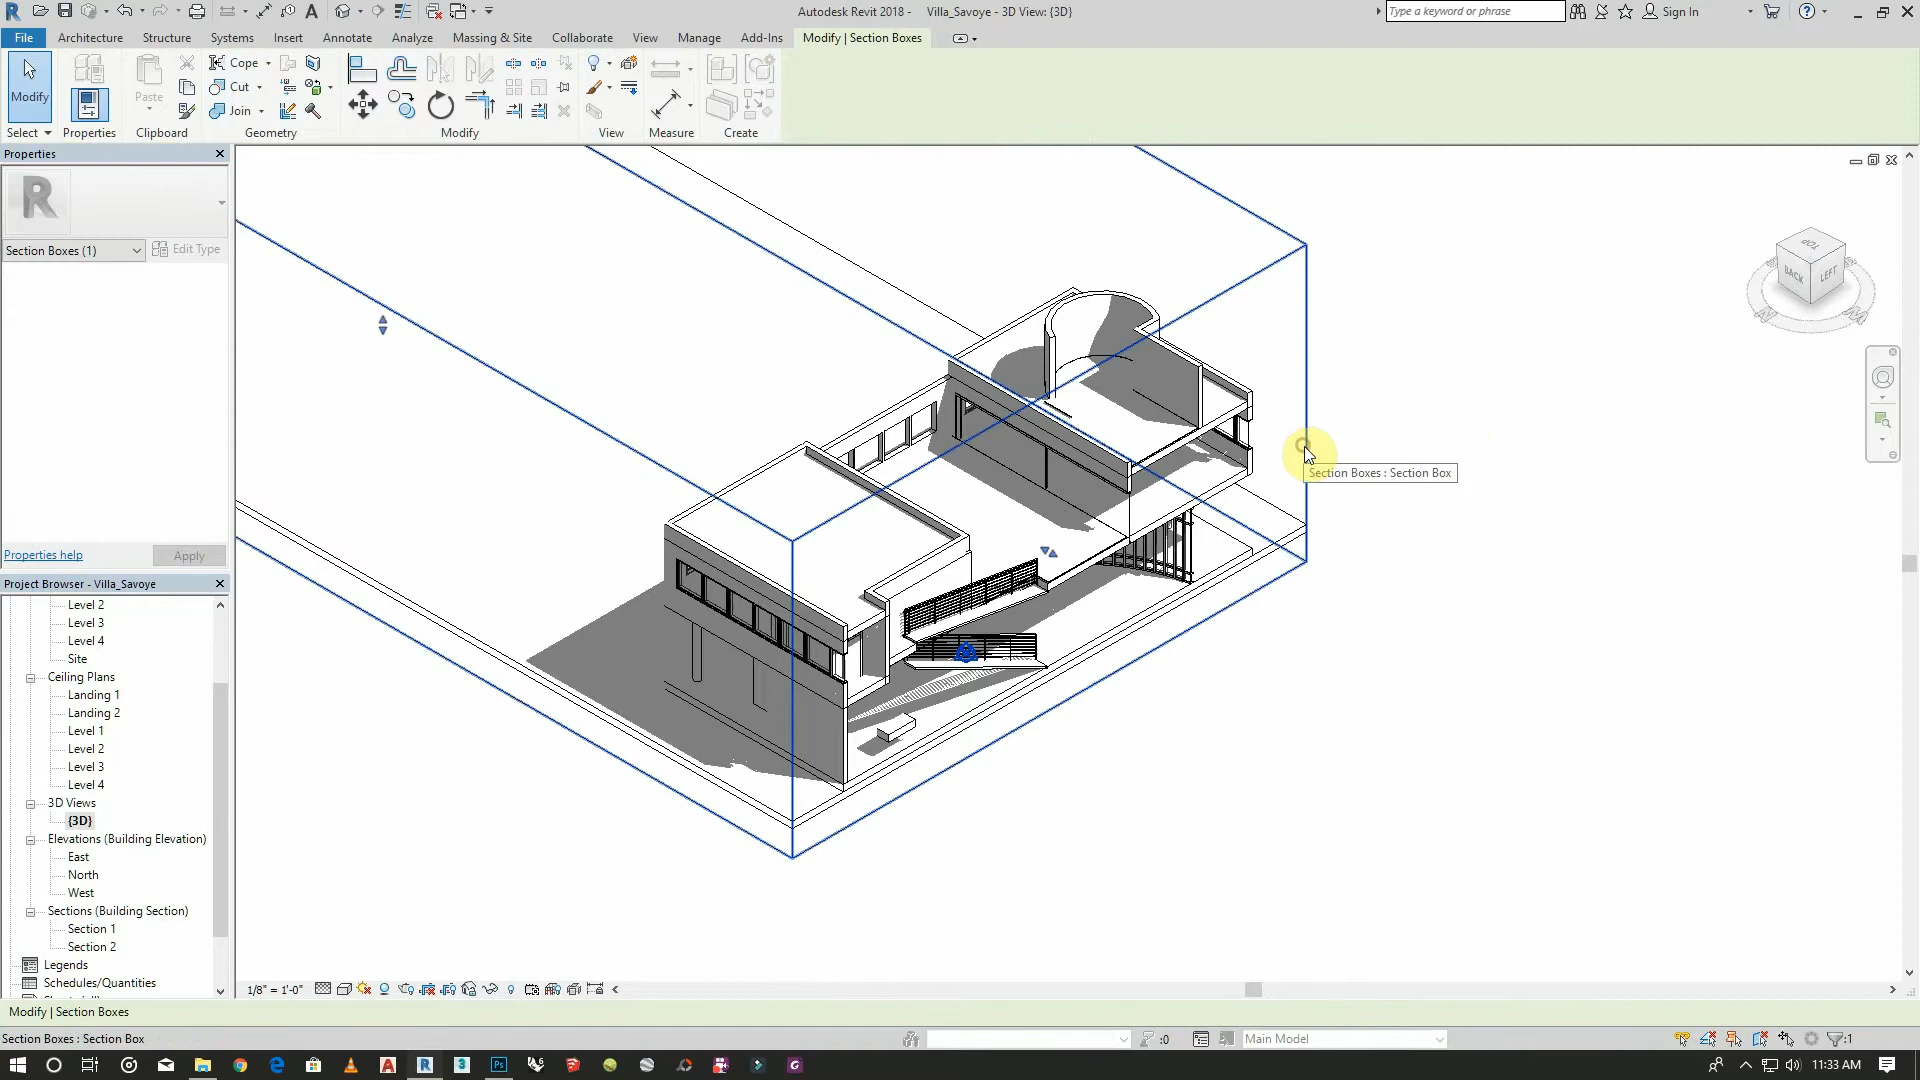 Autodesk Revit 2018 - Villa_Savoye - 3D View: {3D}
Type a keyword or phrase
Sign In
File Architecture Structure Systems Insert Annotate Analyze Massing & Site Collaborate View Manage Add-Ins Modify | Section Boxes
Modify
Paste
Cope
Cut
Join
Select Properties Clipboard Geometry Modify View Measure Create
Properties
R
Section Boxes (1)
Edit Type
TOP
BACK
LEFT
Section Boxes : Section Box
Properties help
Apply
Project Browser - Villa_Savoye
Level 2
Level 3
Level 4
Site
Ceiling Plans
Landing 1
Landing 2
Level 1
Level 2
Level 3
Level 4
3D Views
{3D}
Elevations (Building Elevation)
East
North
West
Sections (Building Section)
Section 1
Section 2
Legends
Schedules/Quantities
1/8" = 1'-0"
Modify | Section Boxes
Section Boxes : Section Box
:0
Main Model
:1
11:33 AM